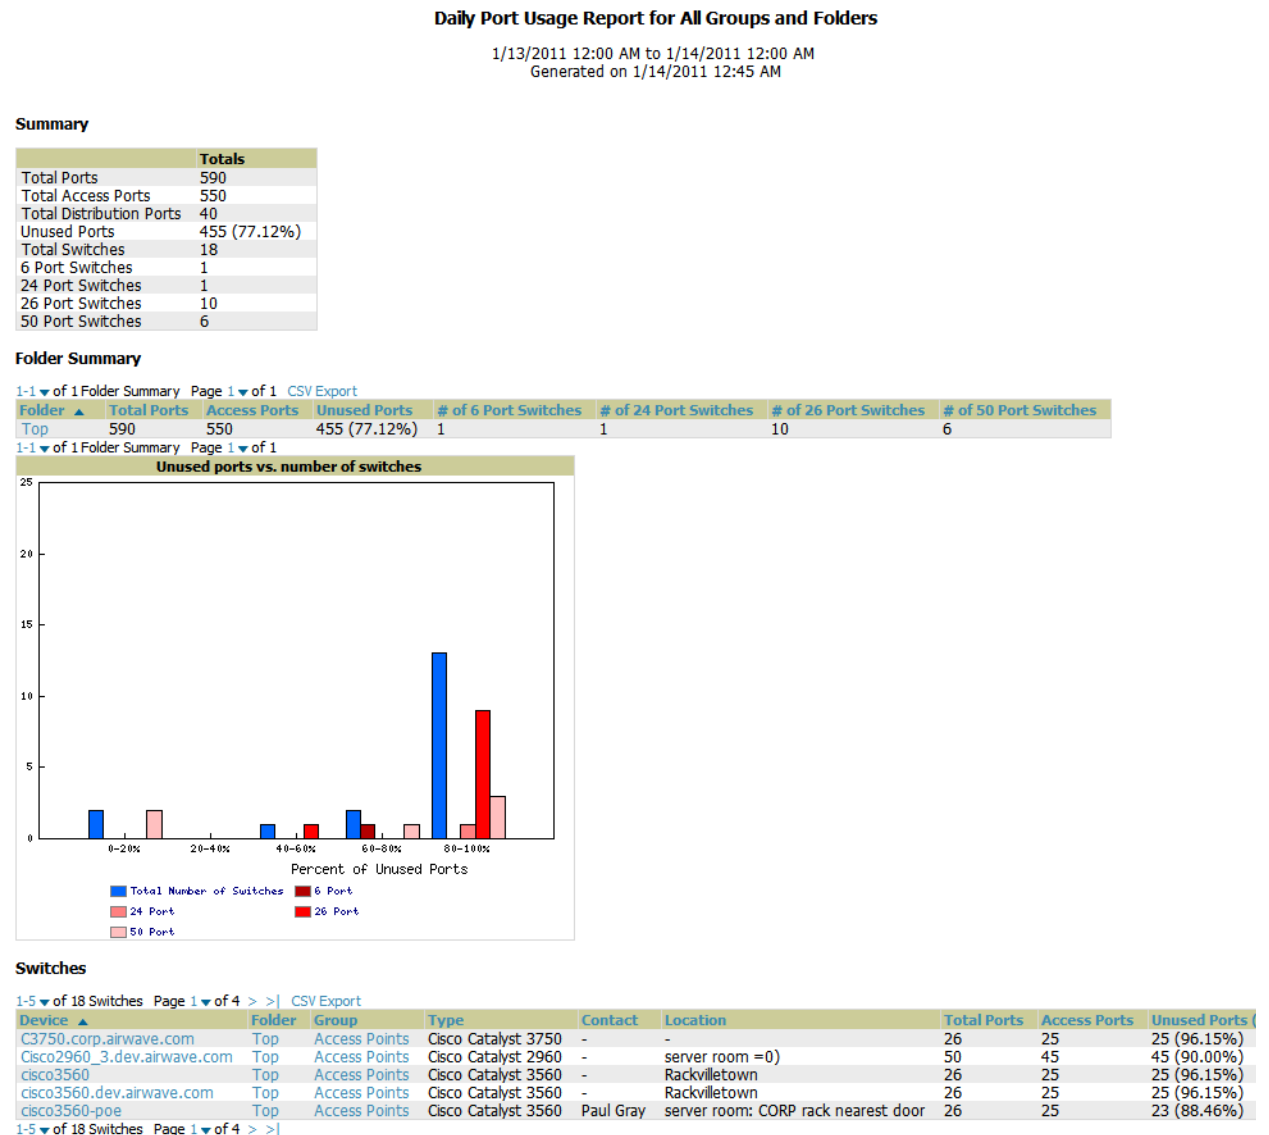 Daily Port Usage Report for All Groups and Folders
1/13/2011 12:00 AM to 1/14/2011 12:00 AM
Generated on 1/14/2011 12:45 AM
Summary
Totals
Total Ports 590
Total Access Ports 550
Total Distribution Ports 40
Unused Ports 455 (77.12%)
Total Switches 18
6 Port Switches 1
24 Port Switches 1
26 Port Switches 10
50 Port Switches 6
Folder Summary
1-1 ▼ of 1 Folder Summary Page 1 ▼ of 1 CSV Export
Folder ▲ Total Ports Access Ports Unused Ports # of 6 Port Switches # of 24 Port Switches # of 26 Port Switches # of 50 Port Switches
Top 590 550 455 (77.12%) 1 1 10 6
1-1 ▼ of 1 Folder Summary Page 1 ▼ of 1
Unused ports vs. number of switches
25
20
15
10
5
0
0-20% 20-40% 40-60% 60-80% 80-100%
Percent of Unused Ports
Total Number of Switches 6 Port
24 Port 26 Port
50 Port
Switches
1-5 ▼ of 18 Switches Page 1 ▼ of 4 > >| CSV Export
Device ▲ Folder Group Type Contact Location Total Ports Access Ports Unused Ports (
C3750.corp.airwave.com Top Access Points Cisco Catalyst 3750 - - 26 25 25 (96.15%)
Cisco2960_3.dev.airwave.com Top Access Points Cisco Catalyst 2960 - server room =0) 50 45 45 (90.00%)
cisco3560 Top Access Points Cisco Catalyst 3560 - Rackvilletown 26 25 25 (96.15%)
cisco3560.dev.airwave.com Top Access Points Cisco Catalyst 3560 - Rackvilletown 26 25 25 (96.15%)
cisco3560-poe Top Access Points Cisco Catalyst 3560 Paul Gray server room: CORP rack nearest door 26 25 23 (88.46%)
1-5 ▼ of 18 Switches Page 1 ▼ of 4 > >|